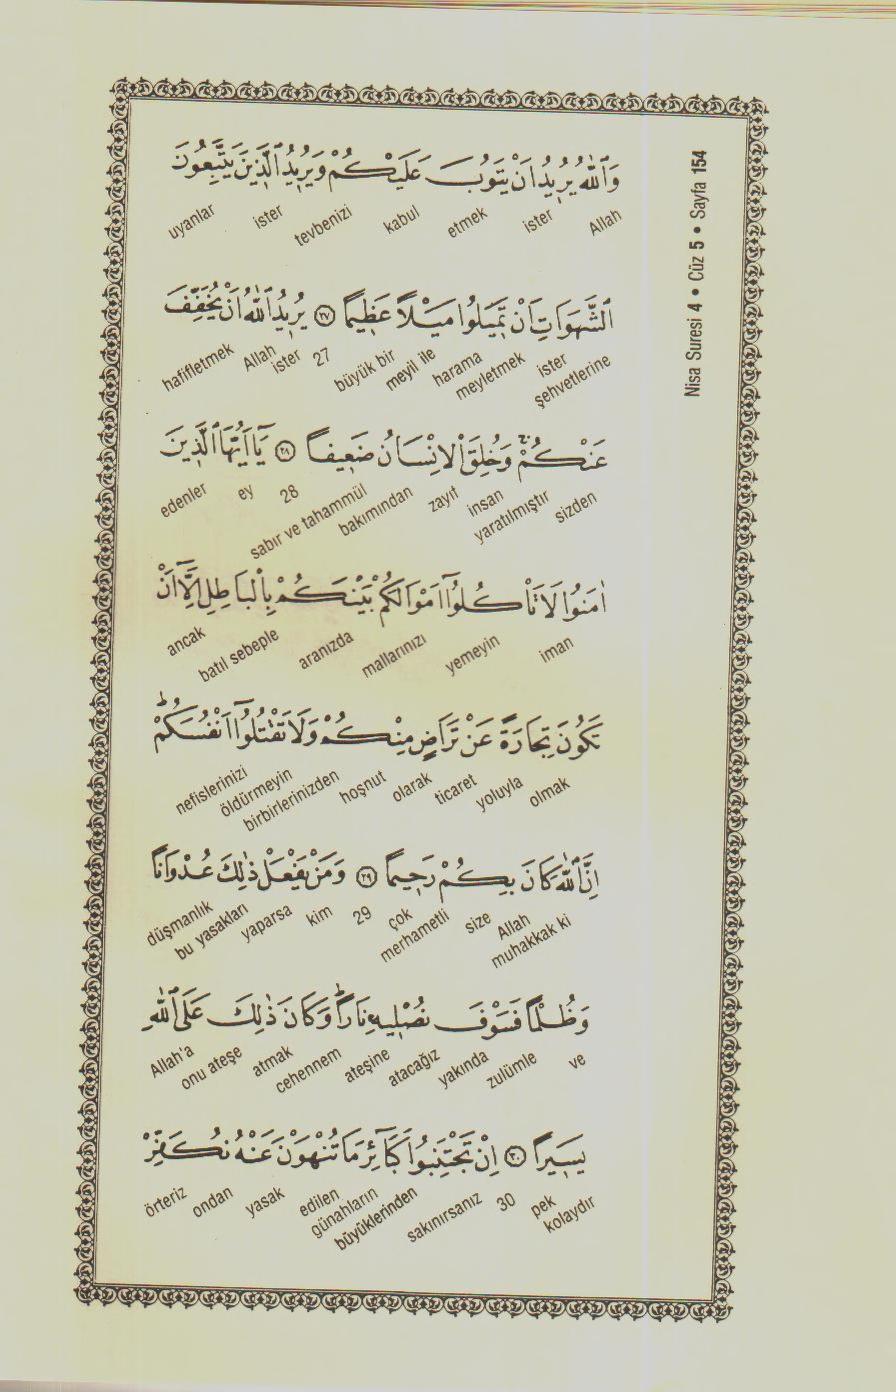 Nisa Suresi 4 • Cüz 5 • Sayfa 154
وَاللّٰهُ يُرٖيدُ اَنْ يَتُوبَ عَلَيْكُمْ وَيُرٖيدُ الَّذٖينَ يَتَّبِعُونَ
Allah ister etmek kabul tevbenizi ister uyanlar
الشَّهَوَاتِ اَنْ تَمٖيلُوا مَيْلًا عَظٖيمًا ﴿٢٧﴾ يُرٖيدُ اللّٰهُ اَنْ يُخَفِّفَ
ister şehvetlerine harama meyletmek meyil ile büyük bir 27 ister Allah hafifletmek
عَنْكُمْ وَخُلِقَ الْاِنْسَانُ ضَعٖيفًا ﴿٢٨﴾ يَٓا اَيُّهَا الَّذٖينَ
sizden insan yaratılmıştır zayıf bakımından sabır ve tahammül 28 ey edenler
اٰمَنُوا لَا تَاْكُلُٓوا اَمْوَالَكُمْ بَيْنَكُمْ بِالْبَاطِلِ اِلَّٓا اَنْ
iman yemeyin mallarınızı aranızda batıl sebeple ancak
تَكُونَ تِجَارَةً عَنْ تَرَاضٍ مِنْكُمْ وَلَا تَقْتُلُٓوا اَنْفُسَكُمْؕ
olmak yoluyla ticaret olarak hoşnut birbirlerinizden öldürmeyin nefislerinizi
اِنَّ اللّٰهَ كَانَ بِكُمْ رَحٖيمًا ﴿٢٩﴾ وَمَنْ يَفْعَلْ ذٰلِكَ عُدْوَانًا
muhakkak ki Allah size çok merhametli 29 kim yaparsa bu yasakları düşmanlık
وَظُلْمًا فَسَوْفَ نُصْلٖيهِ نَارًاؕ وَكَانَ ذٰلِكَ عَلَى اللّٰهِ
ve zulümle yakında atacağız ateşine cehennem atmak onu ateşe Allah'a
يَسٖيرًا ﴿٣٠﴾ اِنْ تَجْتَنِبُوا كَبَٓائِرَ مَا تُنْهَوْنَ عَنْهُ نُكَفِّرْ
pek kolaydır 30 sakınırsanız büyüklerinden günahların edilen yasak ondan örteriz